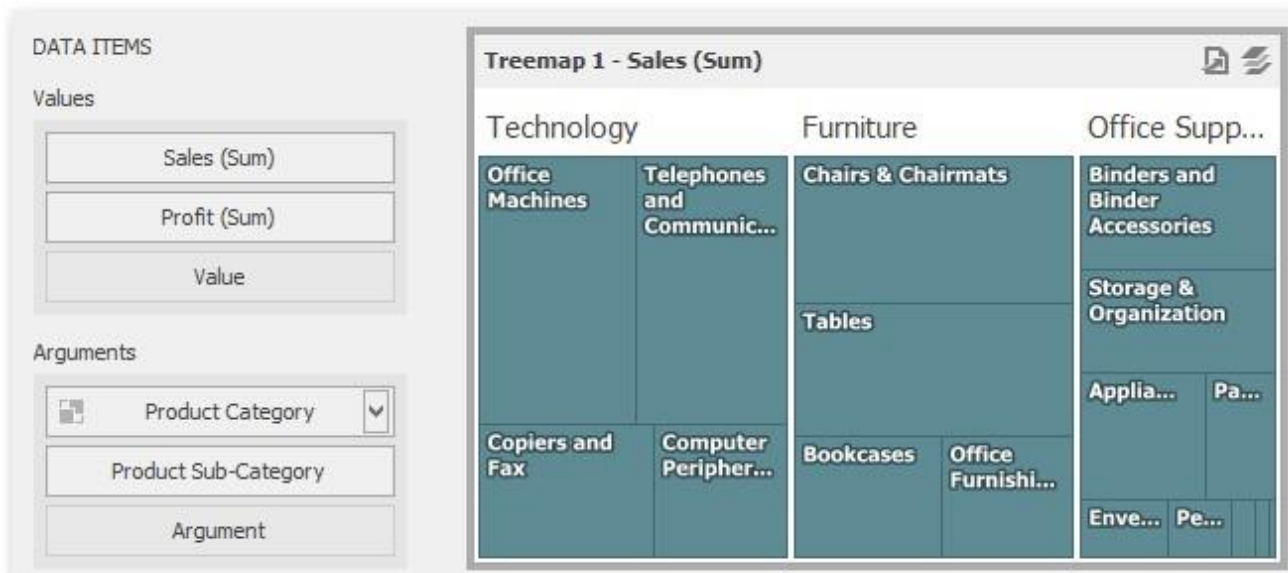 DATA ITEMS
Values
Sales (Sum)
Profit (Sum)
Value
Arguments
Product Category
Product Sub-Category
Argument
Treemap 1 - Sales (Sum)
Technology
Office
Machines
Telephones
and
Communic...
Copiers and
Fax
Computer
Peripher...
Furniture
Chairs & Chairmats
Tables
Bookcases
Office
Furnishi...
Office Supp...
Binders and
Binder
Accessories
Storage &
Organization
Applia...
Pa...
Enve...
Pe...